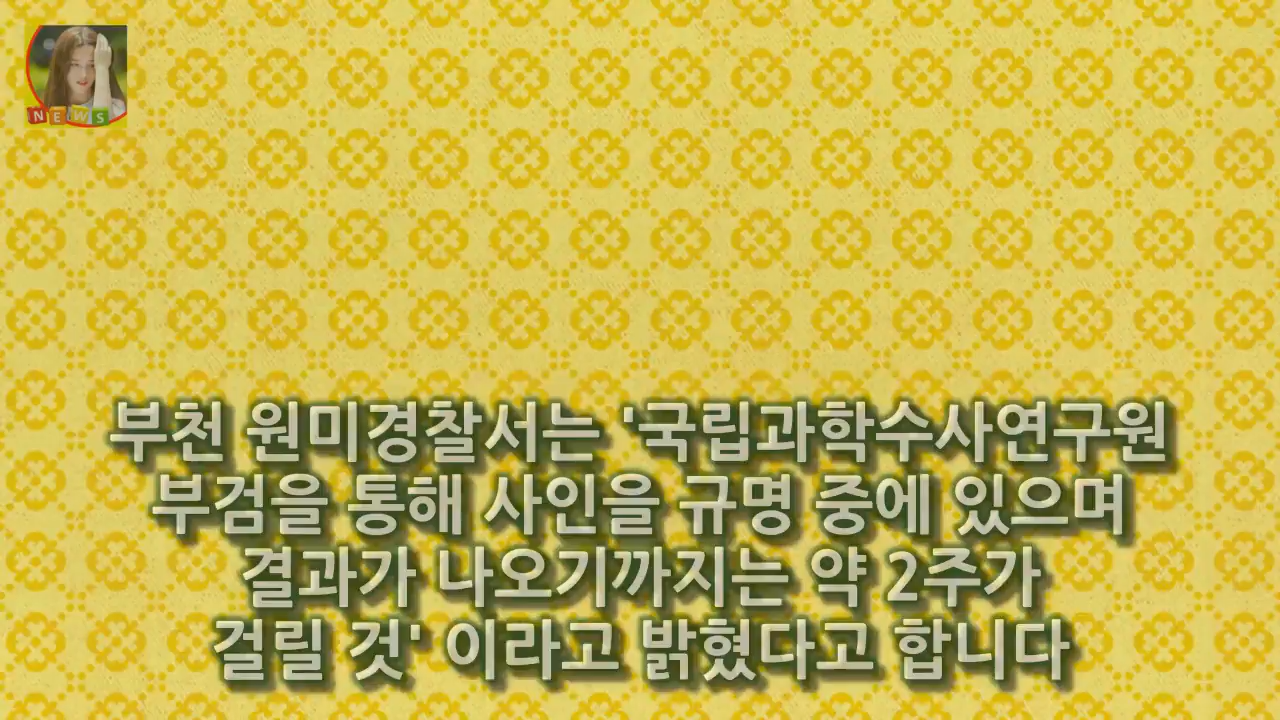 NEWS
부천 원미경찰서는 '국립과학수사연구원
부검을 통해 사인을 규명 중에 있으며
결과가 나오기까지는 약 2주가
걸릴 것' 이라고 밝혔다고 합니다